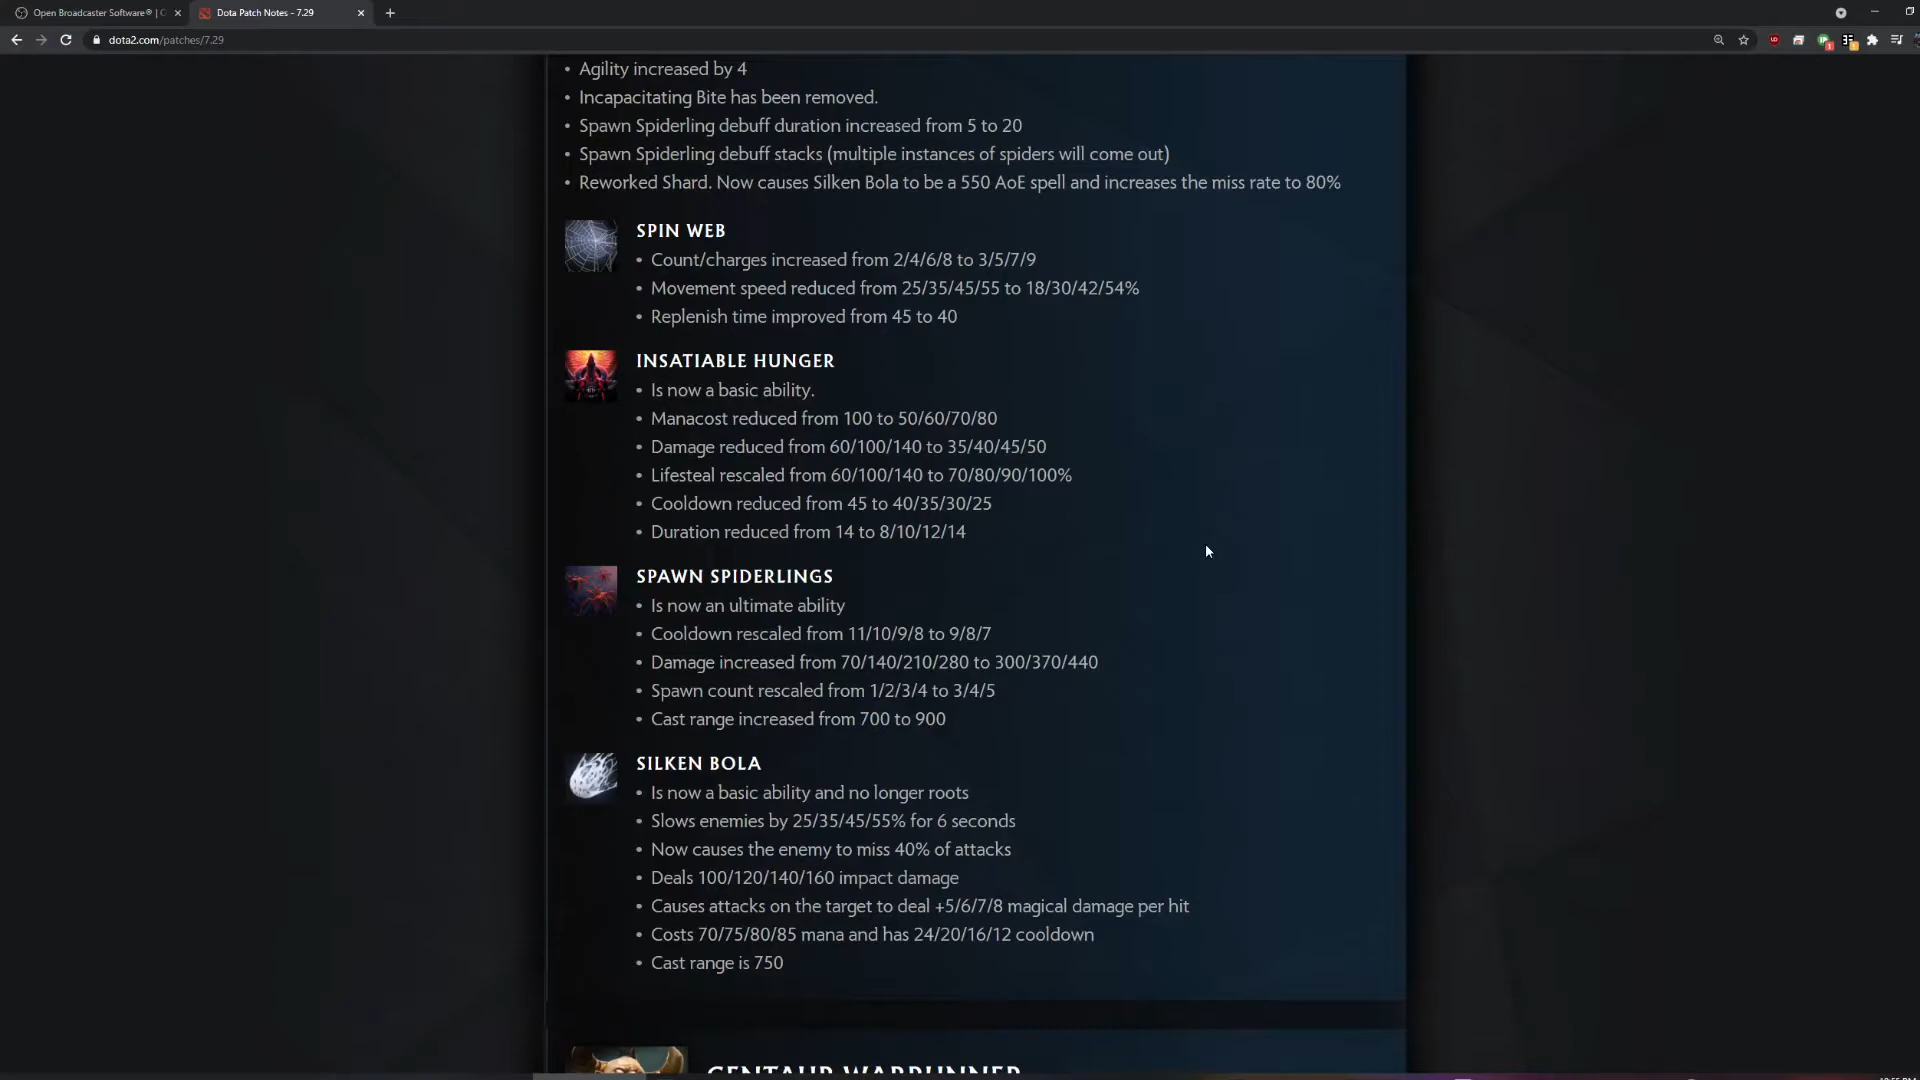 Open Broadcaster Software® | O
Dota Patch Notes - 7.29
dota2.com/patches/7.29
• Agility increased by 4
• Incapacitating Bite has been removed.
• Spawn Spiderling debuff duration increased from 5 to 20
• Spawn Spiderling debuff stacks (multiple instances of spiders will come out)
• Reworked Shard. Now causes Silken Bola to be a 550 AoE spell and increases the miss rate to 80%
SPIN WEB
• Count/charges increased from 2/4/6/8 to 3/5/7/9
• Movement speed reduced from 25/35/45/55 to 18/30/42/54%
• Replenish time improved from 45 to 40
INSATIABLE HUNGER
• Is now a basic ability.
• Manacost reduced from 100 to 50/60/70/80
• Damage reduced from 60/100/140 to 35/40/45/50
• Lifesteal rescaled from 60/100/140 to 70/80/90/100%
• Cooldown reduced from 45 to 40/35/30/25
• Duration reduced from 14 to 8/10/12/14
SPAWN SPIDERLINGS
• Is now an ultimate ability
• Cooldown rescaled from 11/10/9/8 to 9/8/7
• Damage increased from 70/140/210/280 to 300/370/440
• Spawn count rescaled from 1/2/3/4 to 3/4/5
• Cast range increased from 700 to 900
SILKEN BOLA
• Is now a basic ability and no longer roots
• Slows enemies by 25/35/45/55% for 6 seconds
• Now causes the enemy to miss 40% of attacks
• Deals 100/120/140/160 impact damage
• Causes attacks on the target to deal +5/6/7/8 magical damage per hit
• Costs 70/75/80/85 mana and has 24/20/16/12 cooldown
• Cast range is 750
CENTAUR WARRUNNER